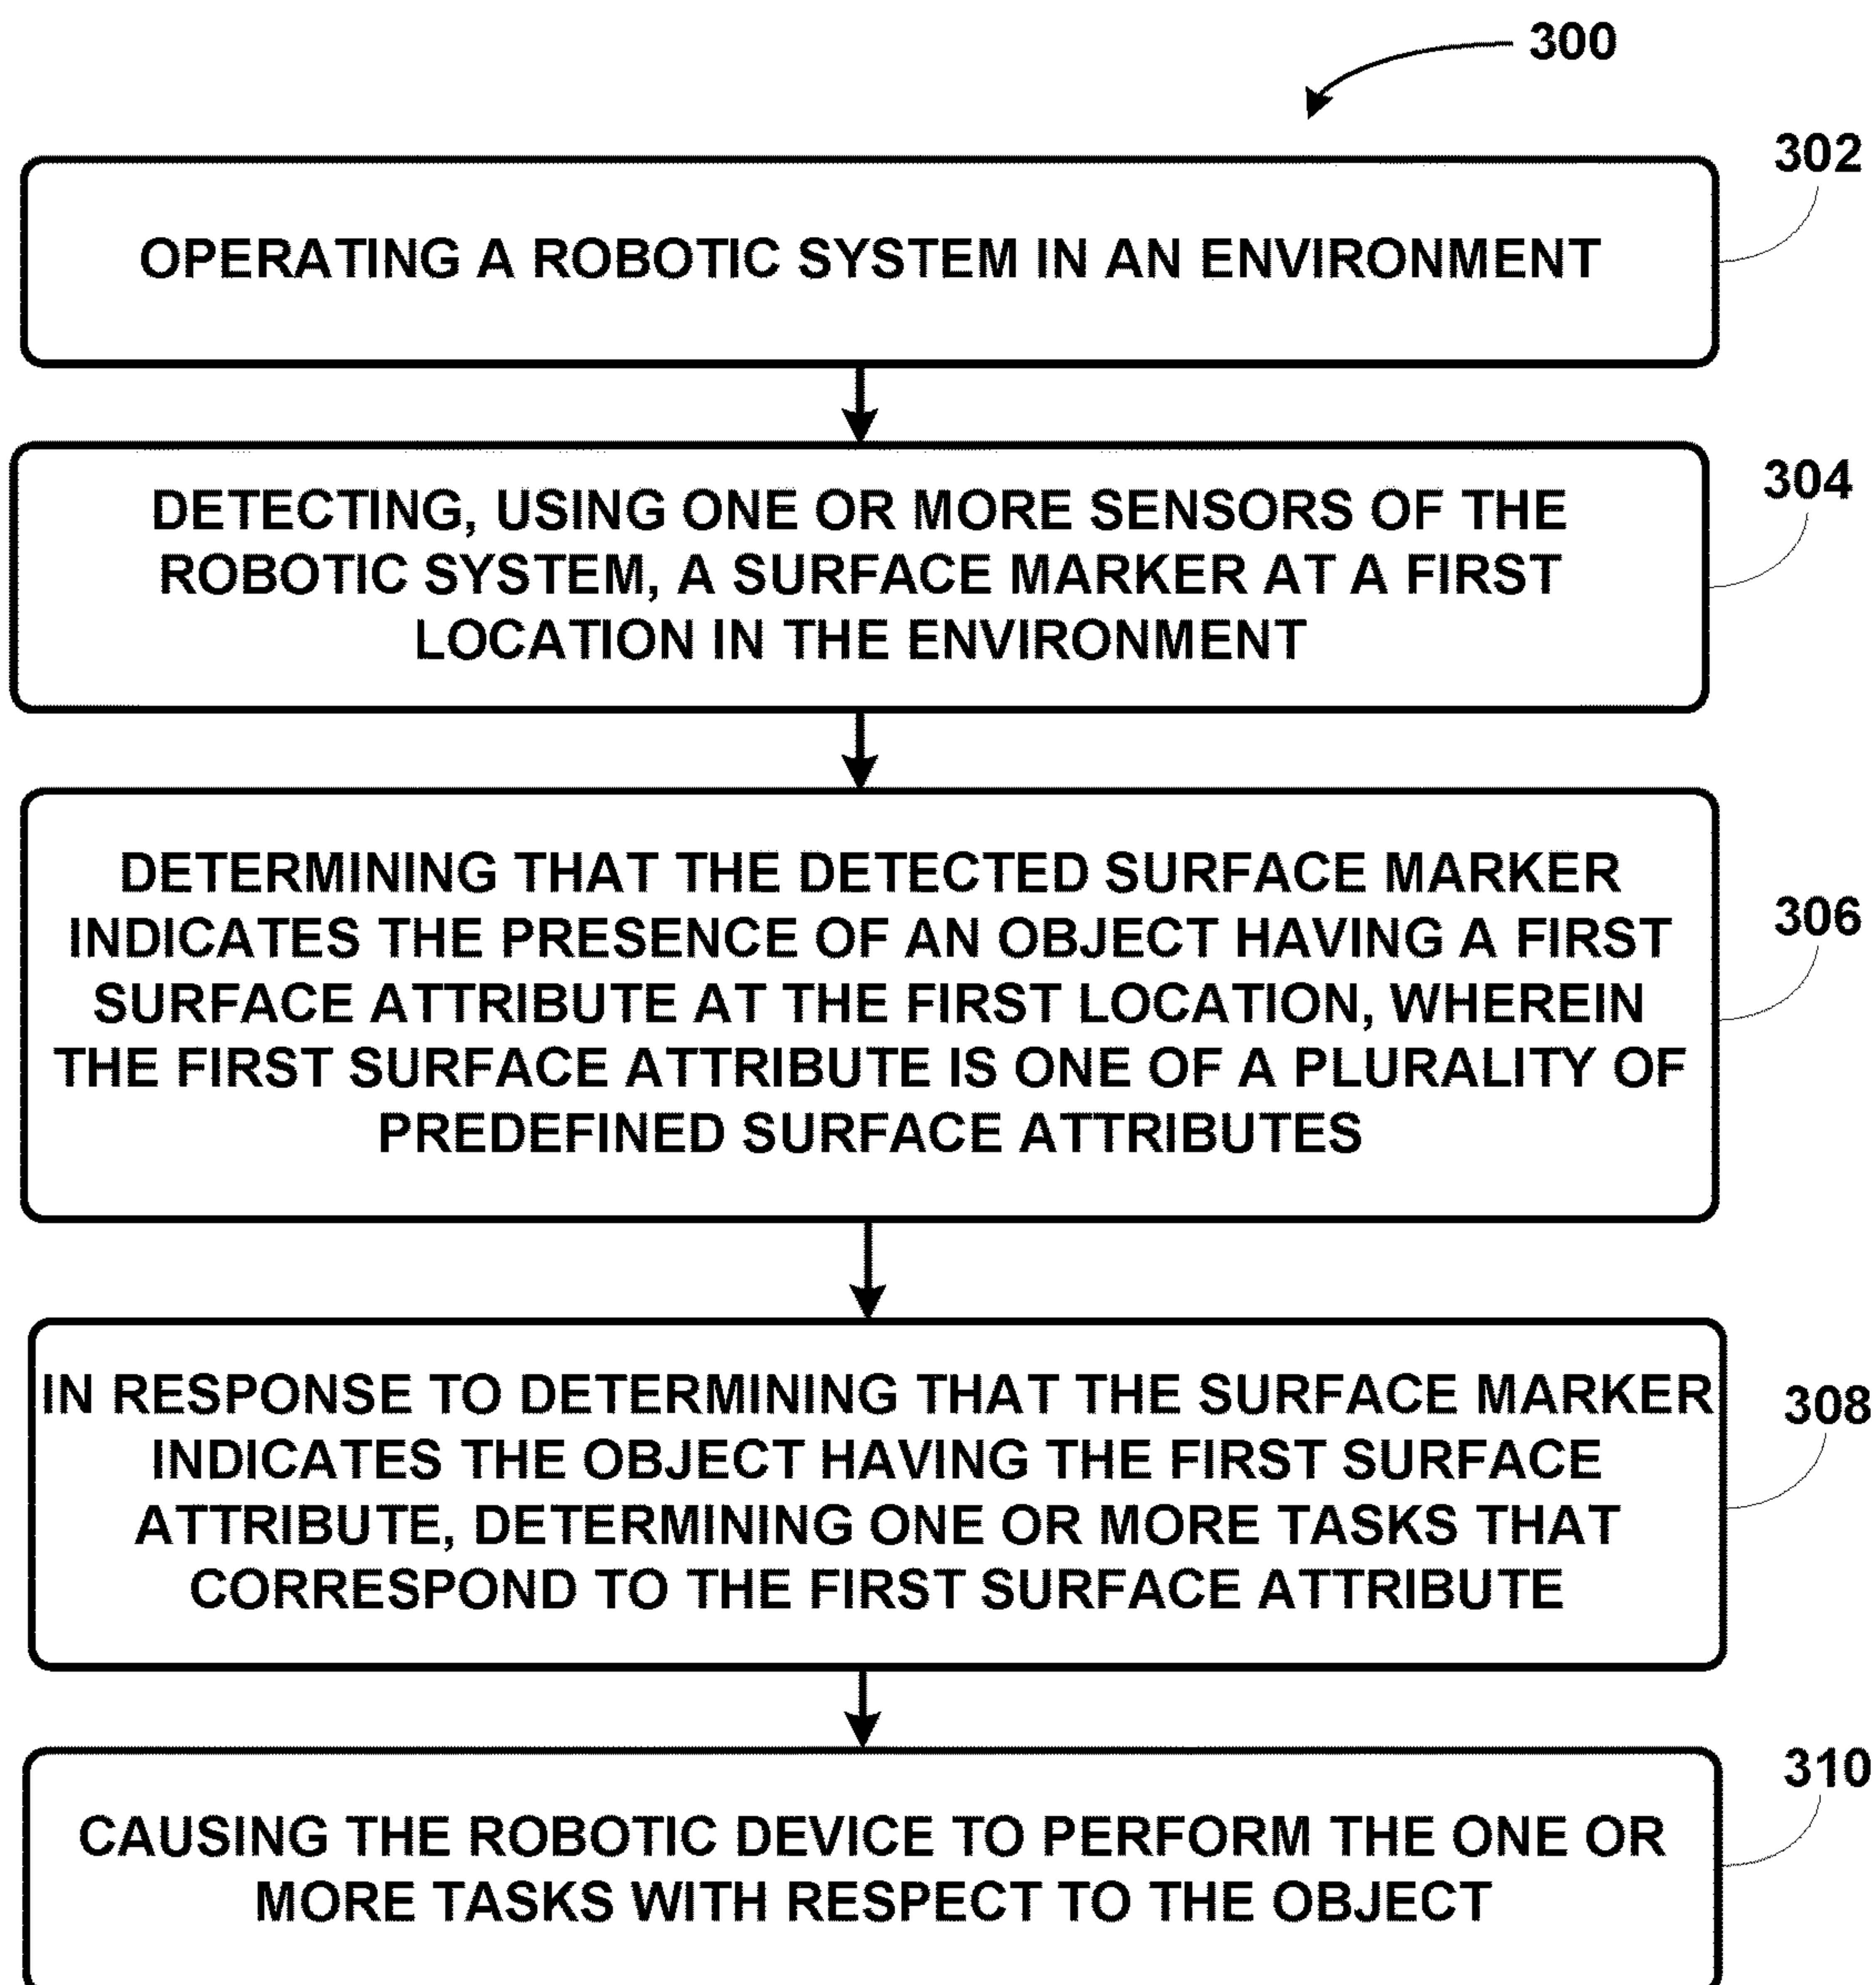 300
302
OPERATING A ROBOTIC SYSTEM IN AN ENVIRONMENT
304
DETECTING, USING ONE OR MORE SENSORS OF THE
ROBOTIC SYSTEM, A SURFACE MARKER AT A FIRST
LOCATION IN THE ENVIRONMENT
306
DETERMINING THAT THE DETECTED SURFACE MARKER
INDICATES THE PRESENCE OF AN OBJECT HAVING A FIRST
SURFACE ATTRIBUTE AT THE FIRST LOCATION, WHEREIN
THE FIRST SURFACE ATTRIBUTE IS ONE OF A PLURALITY OF
PREDEFINED SURFACE ATTRIBUTES
308
IN RESPONSE TO DETERMINING THAT THE SURFACE MARKER
INDICATES THE OBJECT HAVING THE FIRST SURFACE
ATTRIBUTE, DETERMINING ONE OR MORE TASKS THAT
CORRESPOND TO THE FIRST SURFACE ATTRIBUTE
310
CAUSING THE ROBOTIC DEVICE TO PERFORM THE ONE OR
MORE TASKS WITH RESPECT TO THE OBJECT